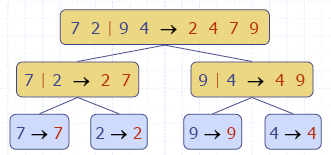 7 2 | 9 4 → 2 4 7 9
7 | 2 → 2 7
9 | 4 → 4 9
7 → 7
2 → 2
9 → 9
4 → 4